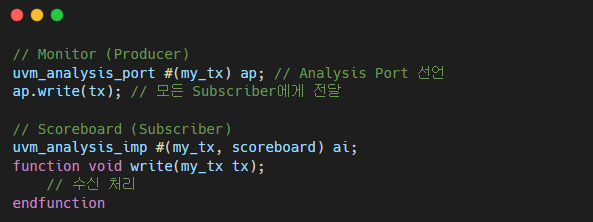 // Monitor (Producer)
uvm_analysis_port #(my_tx) ap; // Analysis Port 선언
ap.write(tx); // 모든 Subscriber에게 전달
// Scoreboard (Subscriber)
uvm_analysis_imp #(my_tx, scoreboard) ai;
function void write(my_tx tx);
    // 수신 처리
endfunction